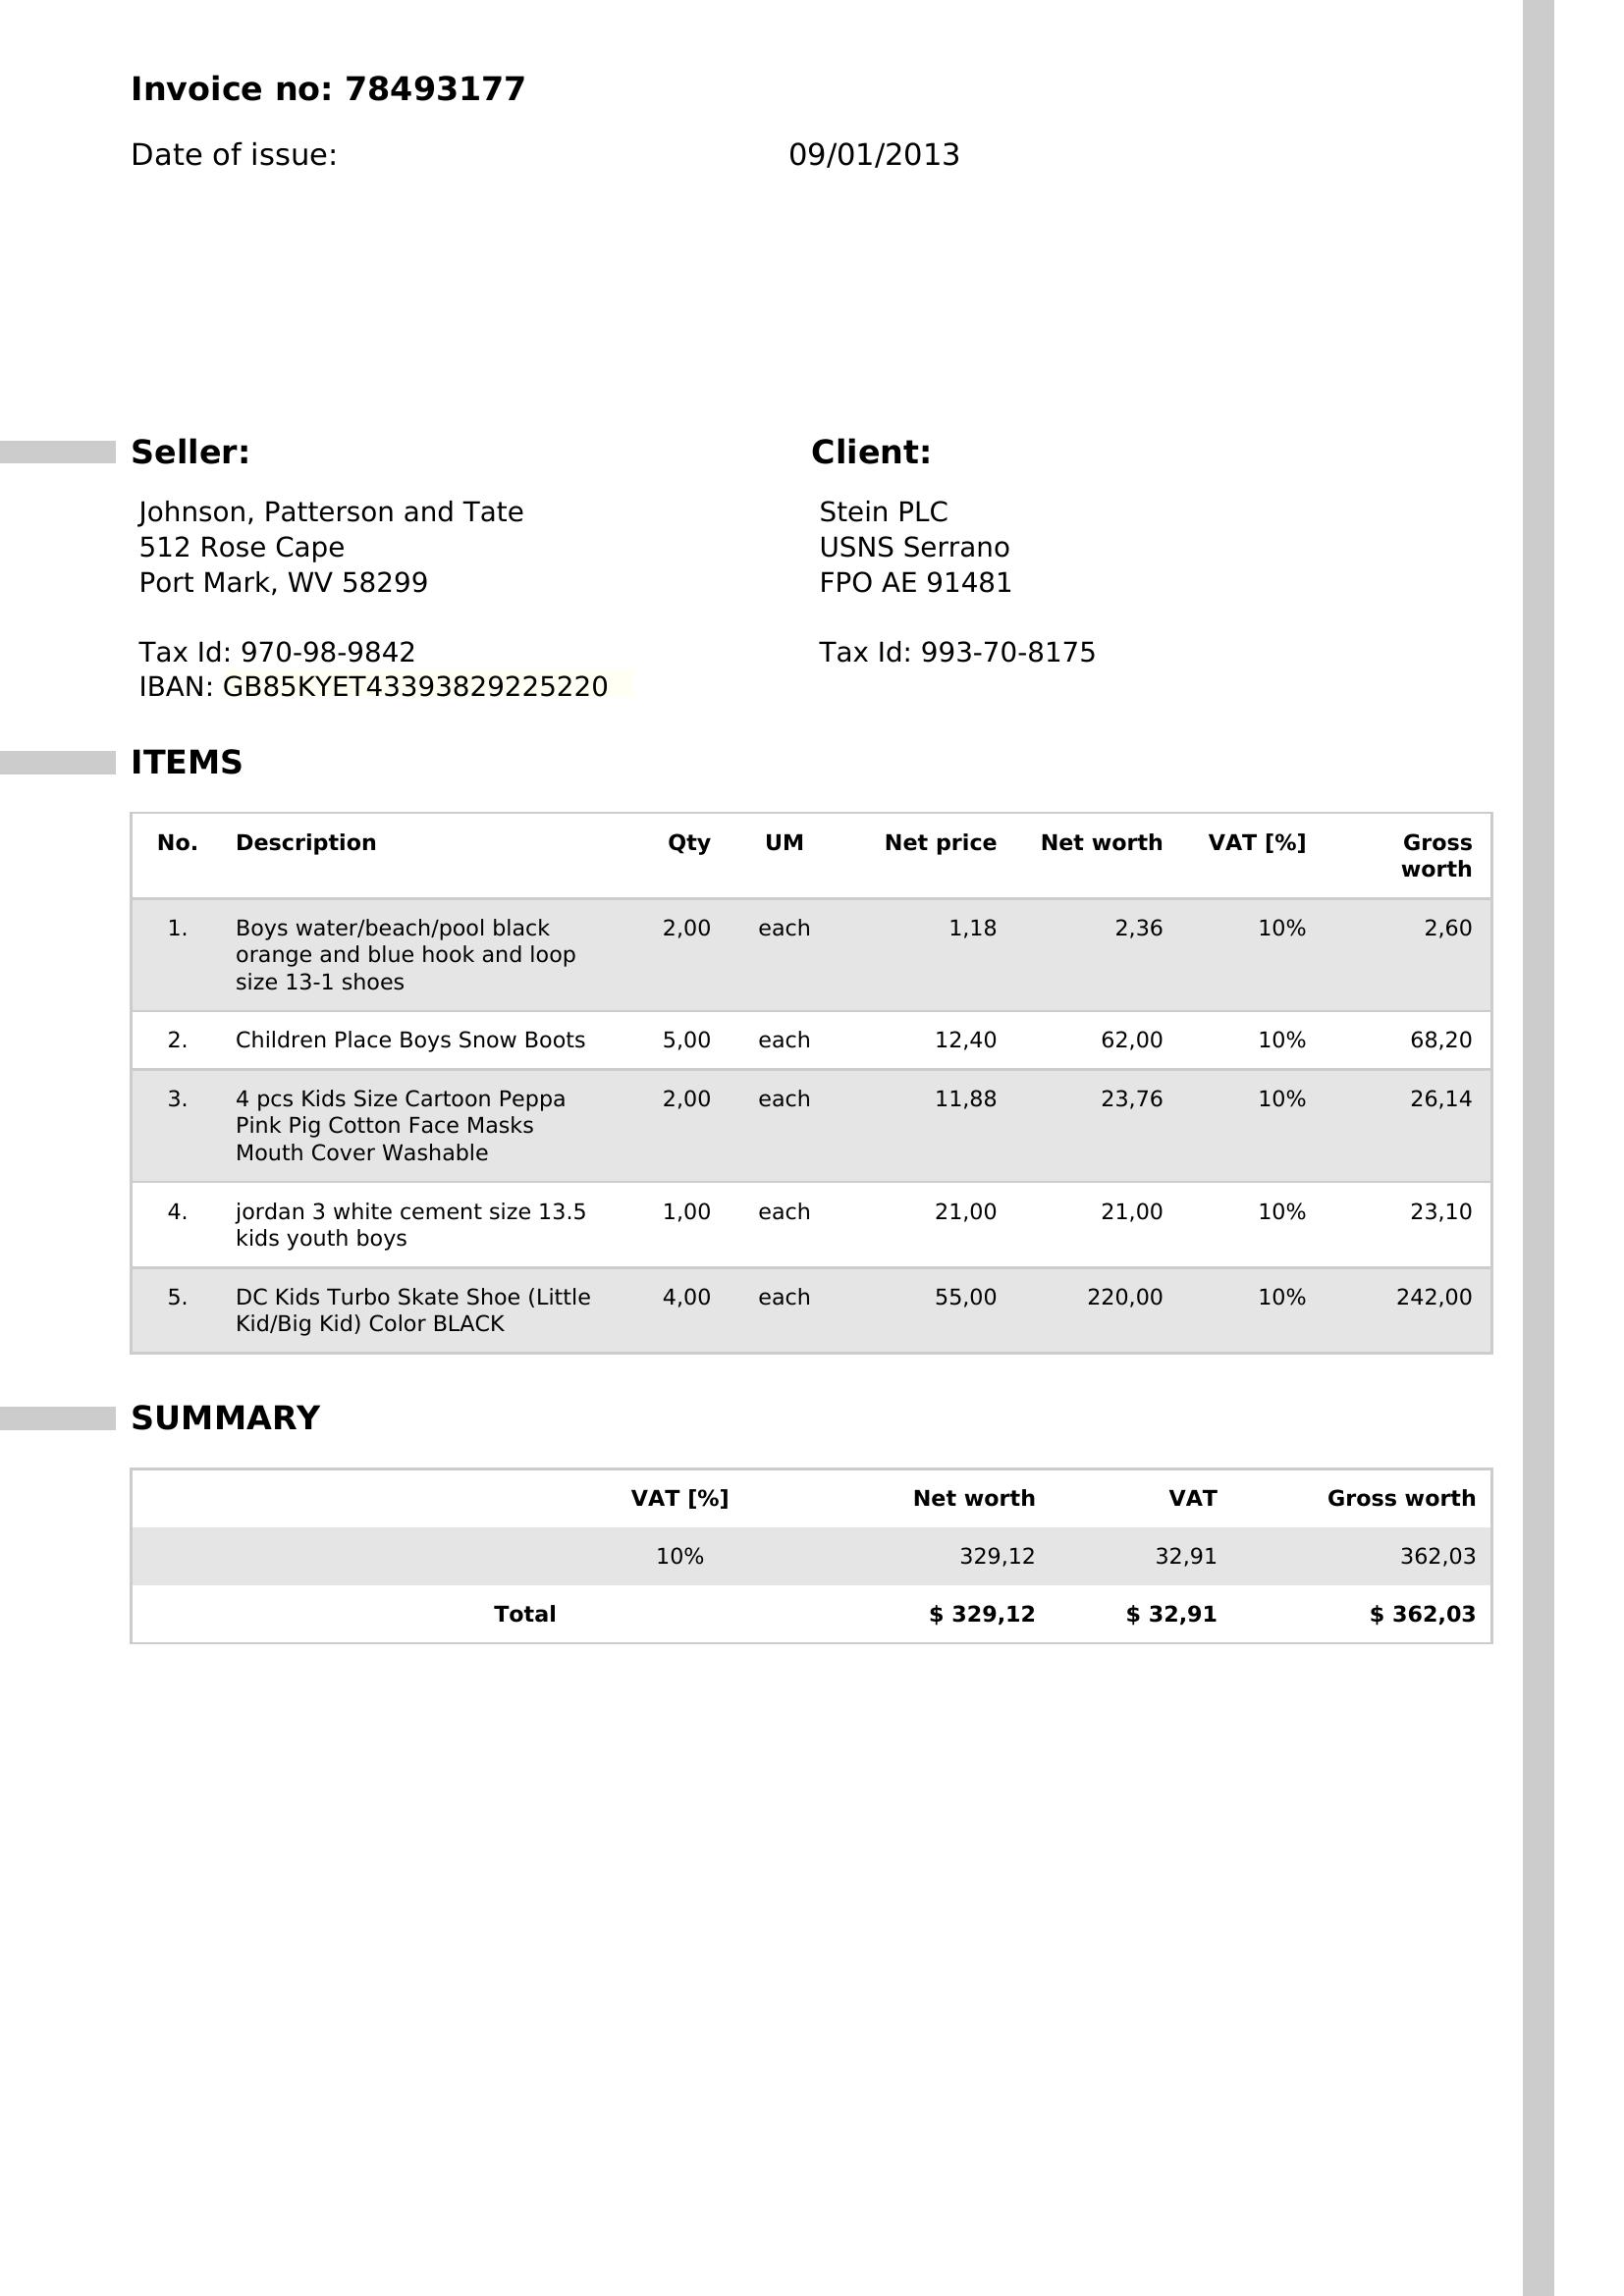 Invoice no: 78493177
Date of issue: 09/01/2013
Seller:
Johnson, Patterson and Tate
512 Rose Cape
Port Mark, WV 58299
Tax Id: 970-98-9842
IBAN: GB85KYET43393829225220
Client:
Stein PLC
USNS Serrano
FPO AE 91481
Tax Id: 993-70-8175
ITEMS
No. Description Qty UM Net price Net worth VAT [%] Gross
worth
1. Boys water/beach/pool black 2,00 each 1,18 2,36 10% 2,60
orange and blue hook and loop
size 13-1 shoes
2. Children Place Boys Snow Boots 5,00 each 12,40 62,00 10% 68,20
3. 4 pcs Kids Size Cartoon Peppa 2,00 each 11,88 23,76 10% 26,14
Pink Pig Cotton Face Masks
Mouth Cover Washable
4. jordan 3 white cement size 13.5 1,00 each 21,00 21,00 10% 23,10
kids youth boys
5. DC Kids Turbo Skate Shoe (Little 4,00 each 55,00 220,00 10% 242,00
Kid/Big Kid) Color BLACK
SUMMARY
VAT [%] Net worth VAT Gross worth
10% 329,12 32,91 362,03
Total $ 329,12 $ 32,91 $ 362,03